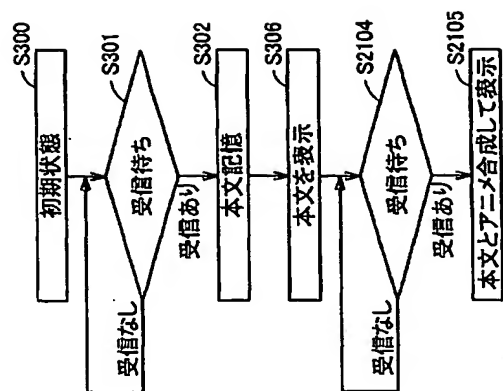 S300
初期状態
S301
受信待ち
受信なし
受信あり
S302
本文記憶
S306
本文を表示
S2104
受信待ち
受信なし
受信あり
S2105
本文とアニメ合成して表示